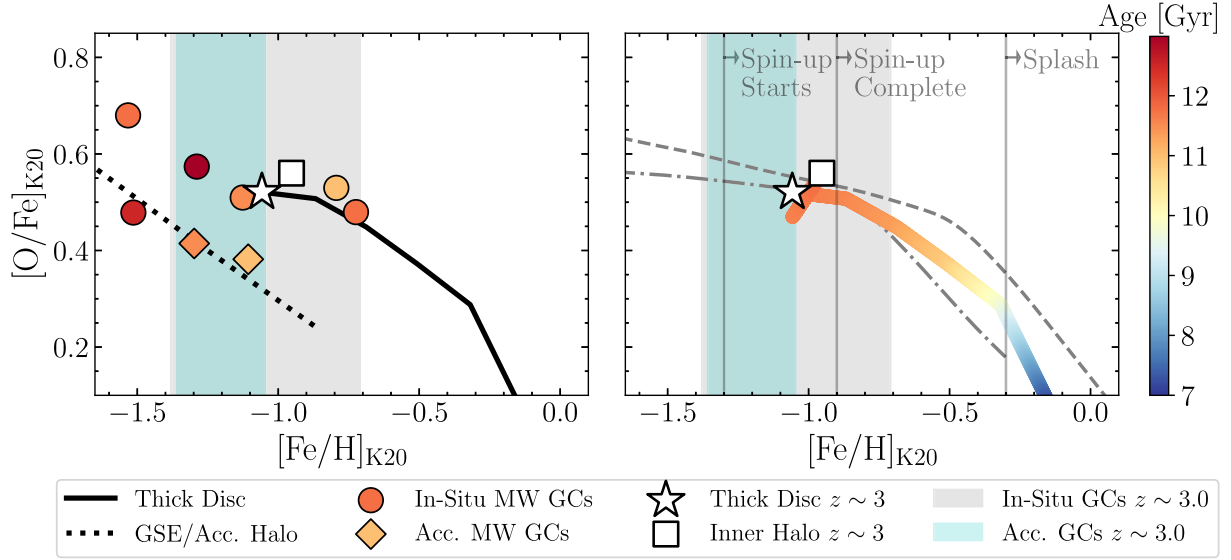 Age [Gyr]
0.8
0.6
0.4
0.2
[O/Fe]K20
−1.5
−1.0
−0.5
0.0
[Fe/H]K20
Spin-up
Starts
Spin-up
Complete
Splash
−1.5
−1.0
−0.5
0.0
[Fe/H]K20
12
11
10
9
8
7
Thick Disc
In-Situ MW GCs
Thick Disc z ∼ 3
In-Situ GCs z ∼ 3.0
GSE/Acc. Halo
Acc. MW GCs
Inner Halo z ∼ 3
Acc. GCs z ∼ 3.0